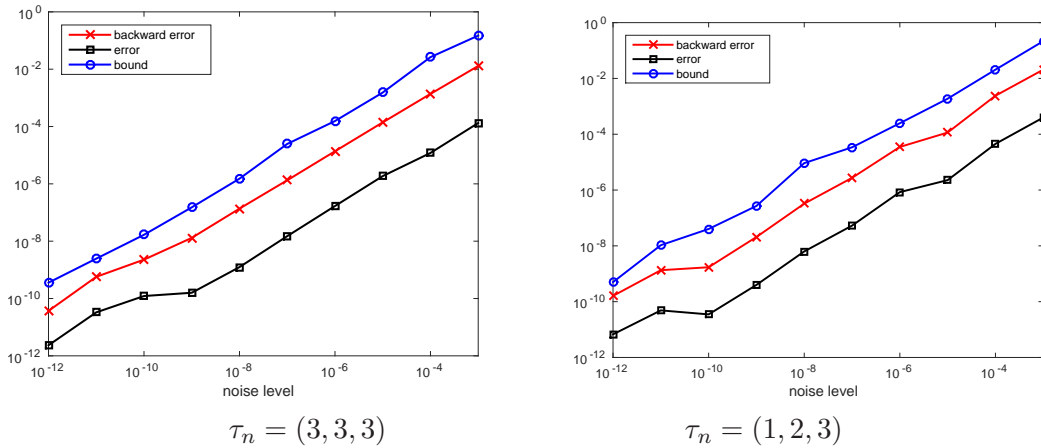 10^0
10^-2
10^-4
10^-6
10^-8
10^-10
10^-12
backward error
error
bound
10^-12
10^-10
10^-8
10^-6
10^-4
noise level
τ_n = (3, 3, 3)
10^0
10^-2
10^-4
10^-6
10^-8
10^-10
10^-12
backward error
error
bound
10^-12
10^-10
10^-8
10^-6
10^-4
noise level
τ_n = (1, 2, 3)